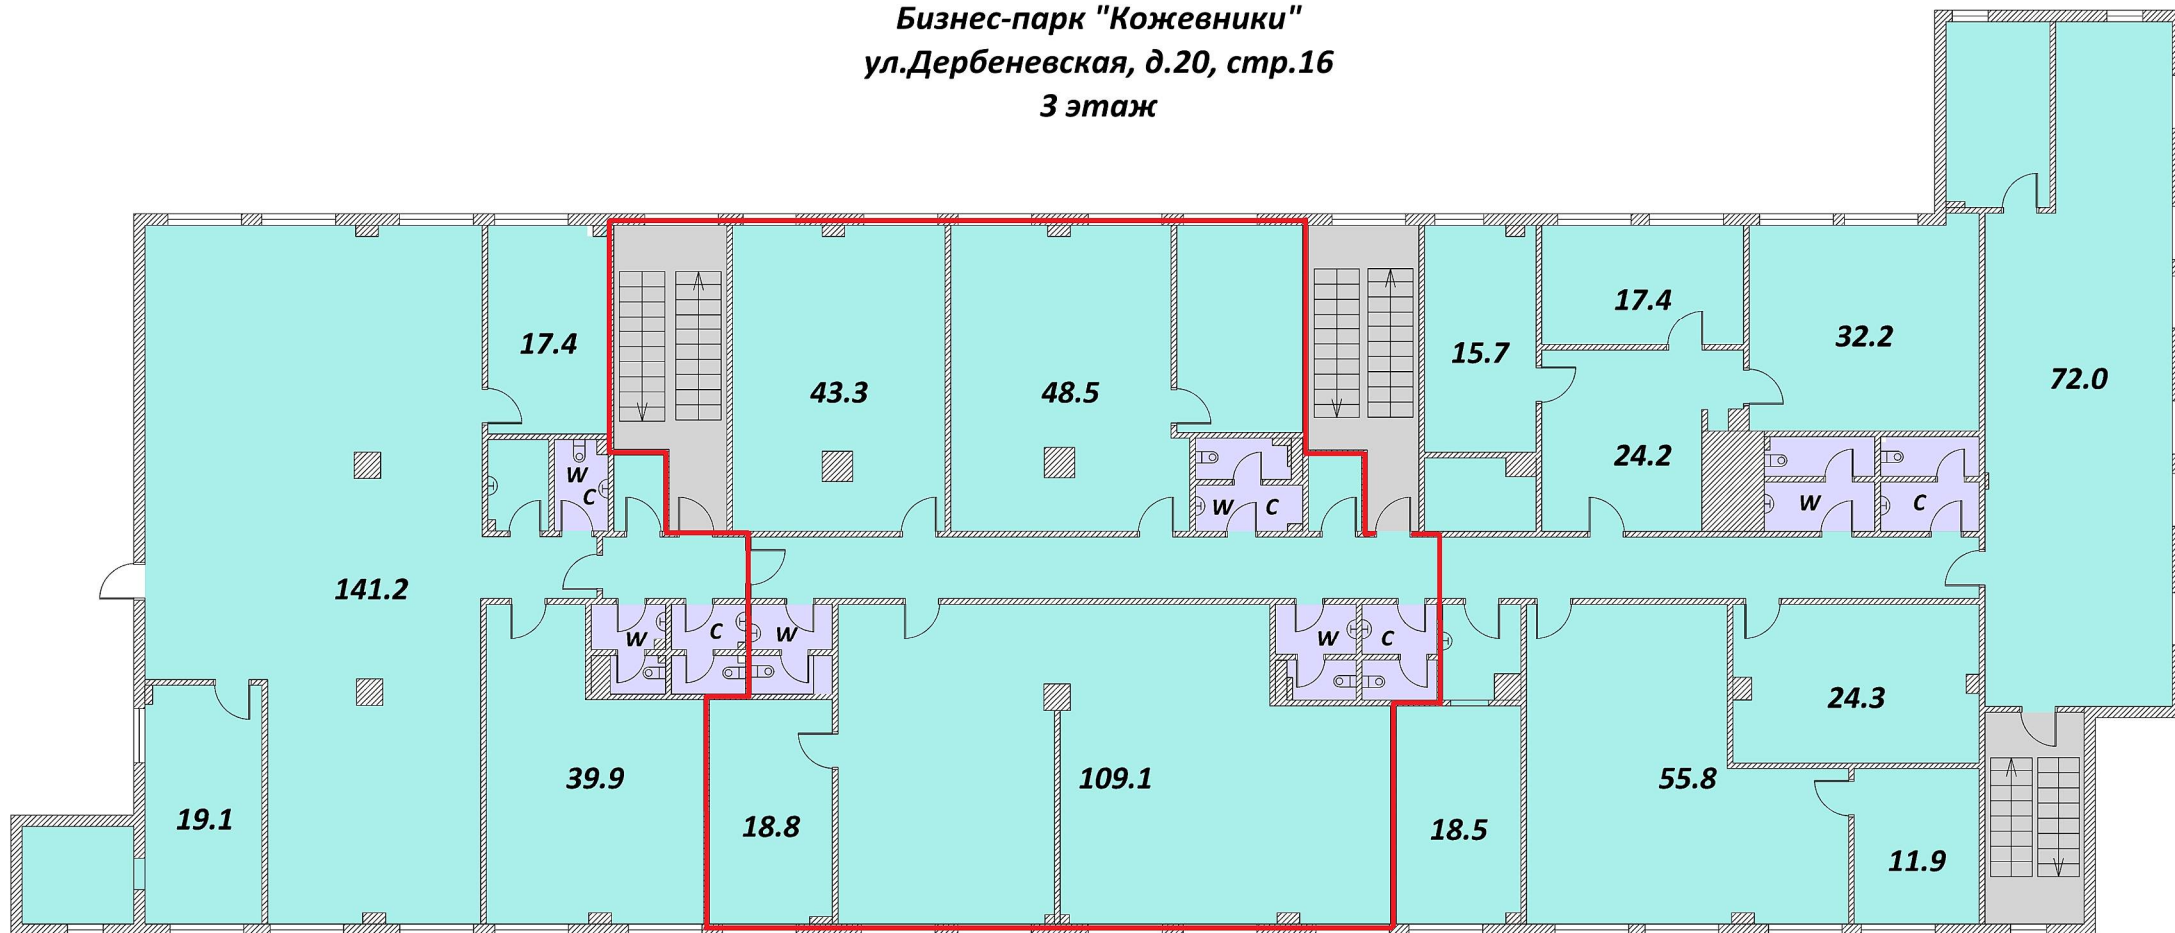 Бизнес-парк "Кожевники"
ул.Дербеневская, д.20, стр.16
3 этаж
17.4
43.3
48.5
15.7
17.4
32.2
72.0
24.2
W
C
W C
W
C
141.2
W
C
W
W
C
39.9
19.1
18.8
109.1
18.5
55.8
24.3
11.9